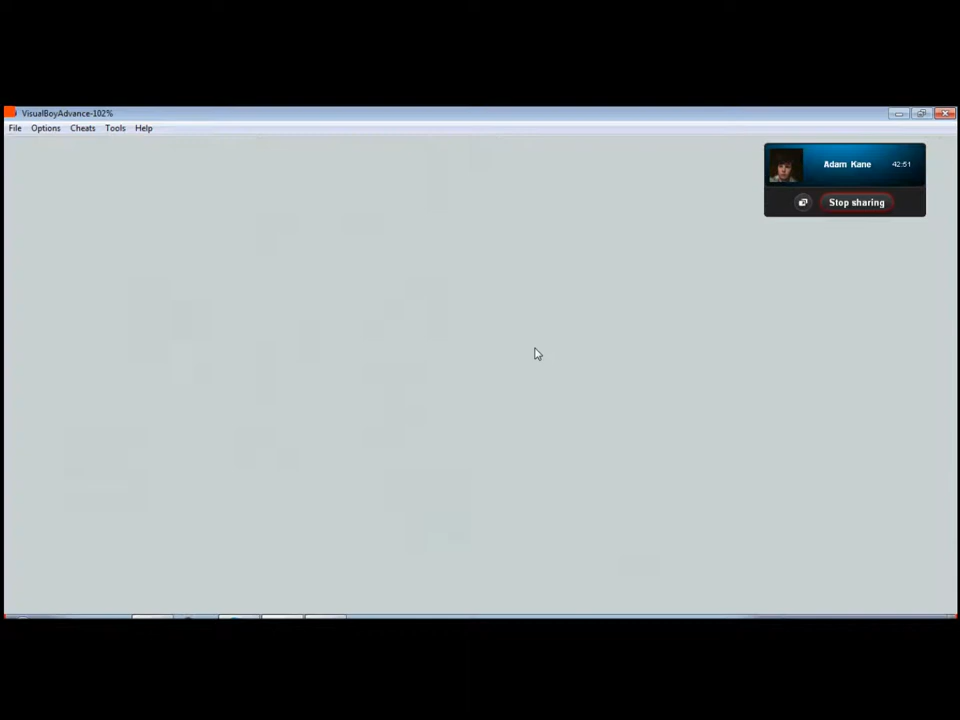 VisualBoyAdvance-102%
File Options Cheats Tools Help
Adam Kane 42:51
Stop sharing